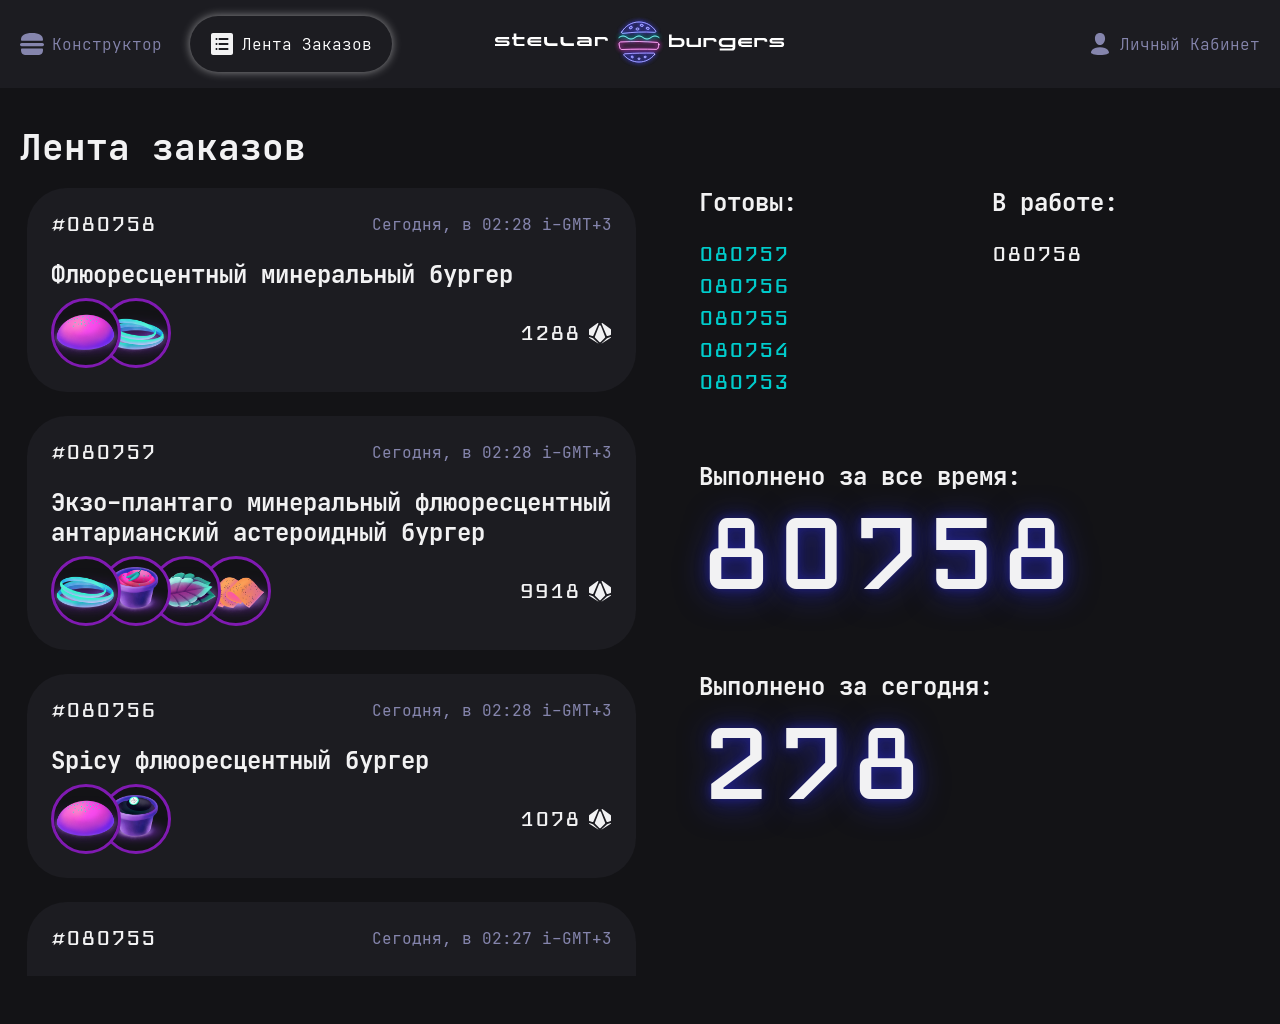 Конструктор
Лента Заказов
stellar burgers
Личный Кабинет
Лента заказов
#080758
Сегодня, в 02:28 i-GMT+3
Флюоресцентный минеральный бургер
1288
#080757
Сегодня, в 02:28 i-GMT+3
Экзо-плантаго минеральный флюоресцентный
антарианский астероидный бургер
9918
#080756
Сегодня, в 02:28 i-GMT+3
Spicy флюоресцентный бургер
1078
#080755
Сегодня, в 02:27 i-GMT+3
Готовы:
080757
080756
080755
080754
080753
В работе:
080758
Выполнено за все время:
80758
Выполнено за сегодня:
278